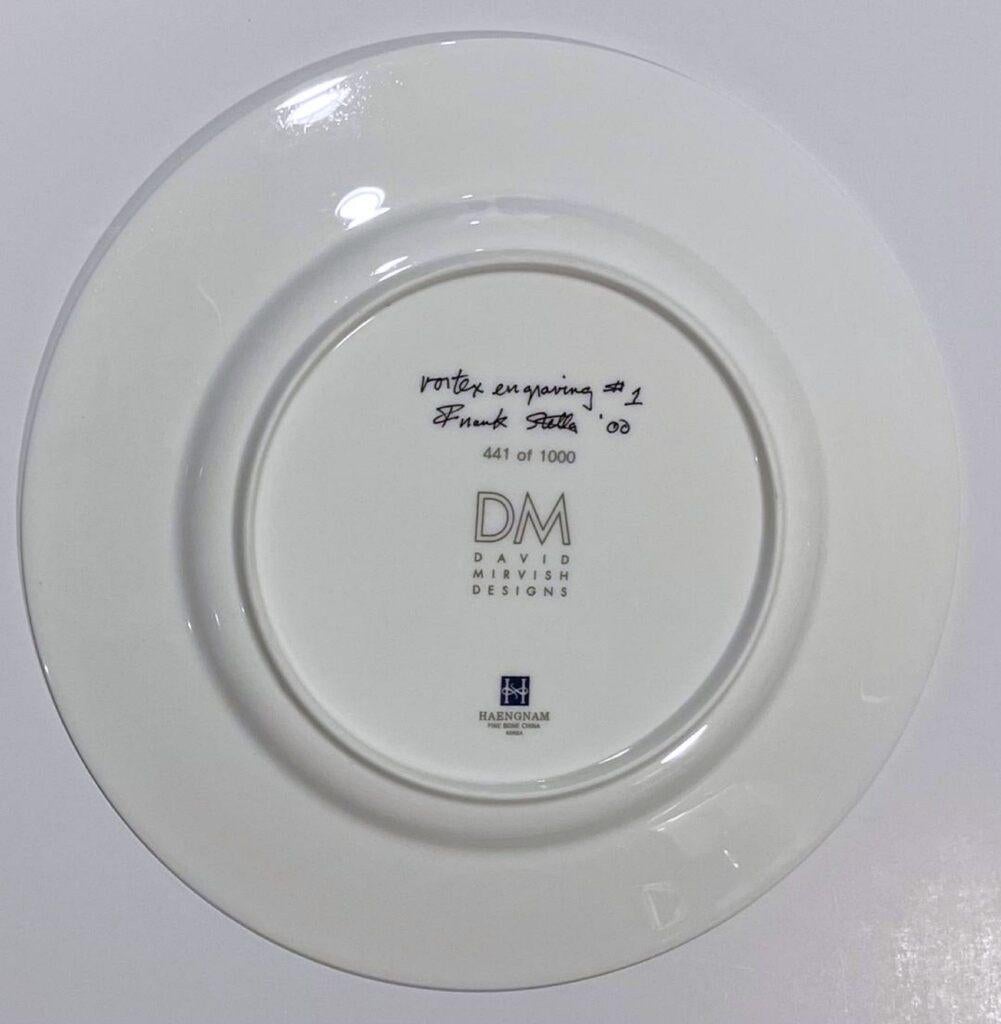 vortex engraving #1
Frank Stella '00
441 of 1000
DM
DAVID
MIRVISH
DESIGNS
H
HAENGNAM
FINE BONE CHINA
KOREA